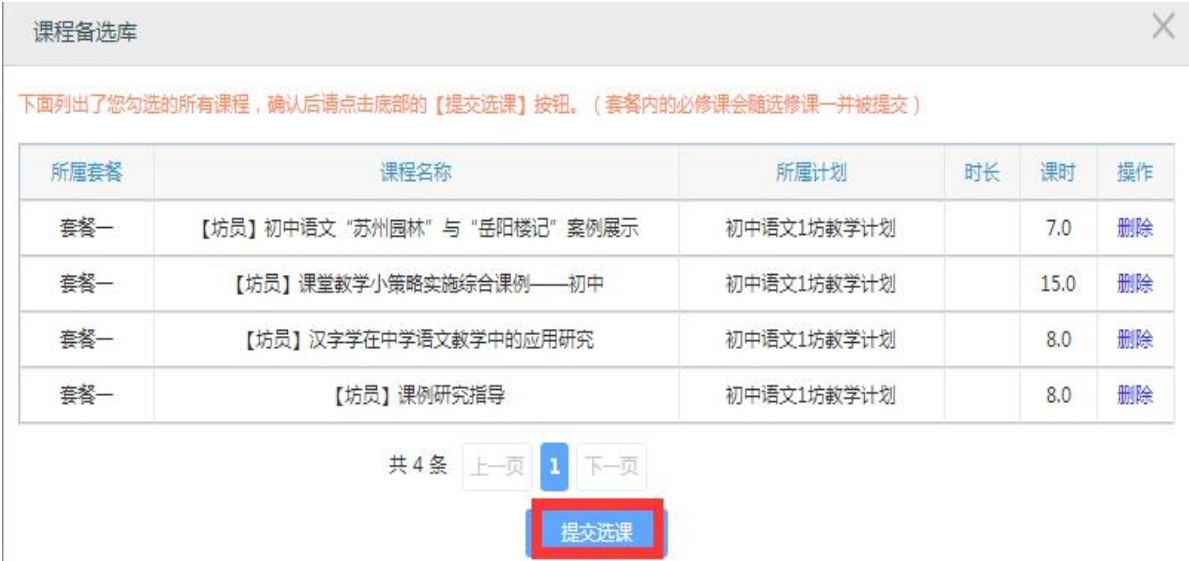 课程备选库
下面列出了您勾选的所有课程，确认后请点击底部的【提交选课】按钮。（套餐内的必修课会随选修课一并被提交）
所属套餐 课程名称 所属计划 时长 课时 操作
套餐一 【坊员】初中语文“苏州园林”与“岳阳楼记”案例展示 初中语文1坊教学计划 7.0 删除
套餐一 【坊员】课堂教学小策略实施综合课例——初中 初中语文1坊教学计划 15.0 删除
套餐一 【坊员】汉字学在中学语文教学中的应用研究 初中语文1坊教学计划 8.0 删除
套餐一 【坊员】课例研究指导 初中语文1坊教学计划 8.0 删除
共4条 上一页 1 下一页
提交选课